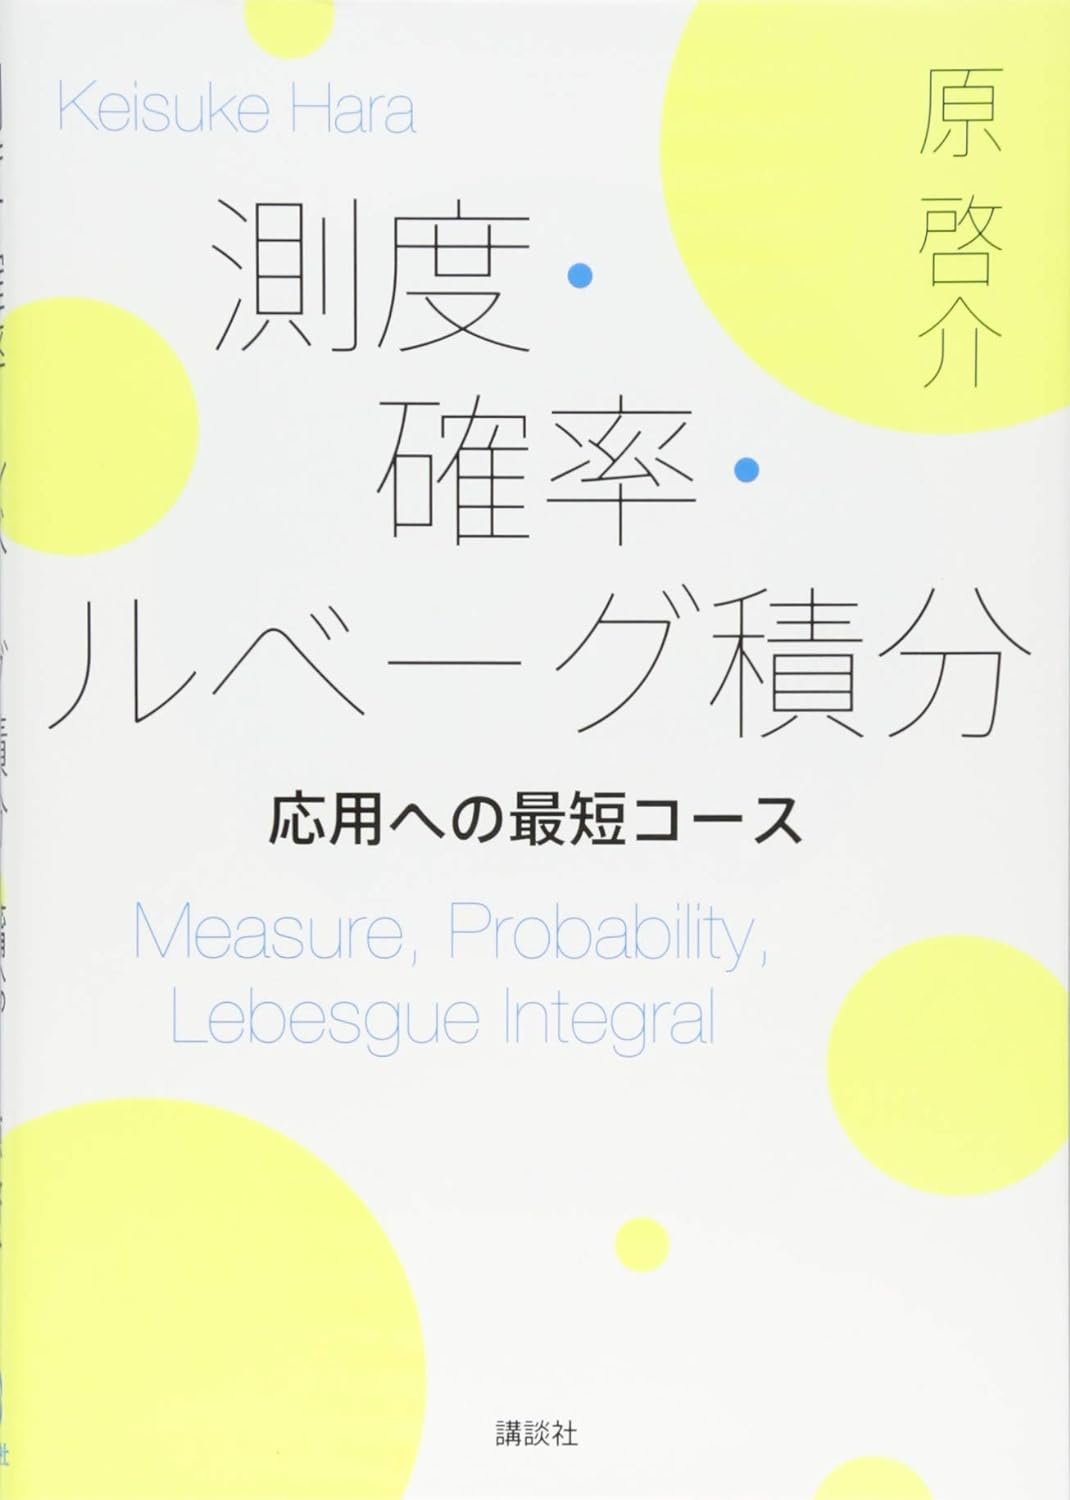 Keisuke Hara
原 啓介
測度・
確率・
ルベーグ積分
応用への最短コース
Measure, Probability,
Lebesgue Integral
講談社